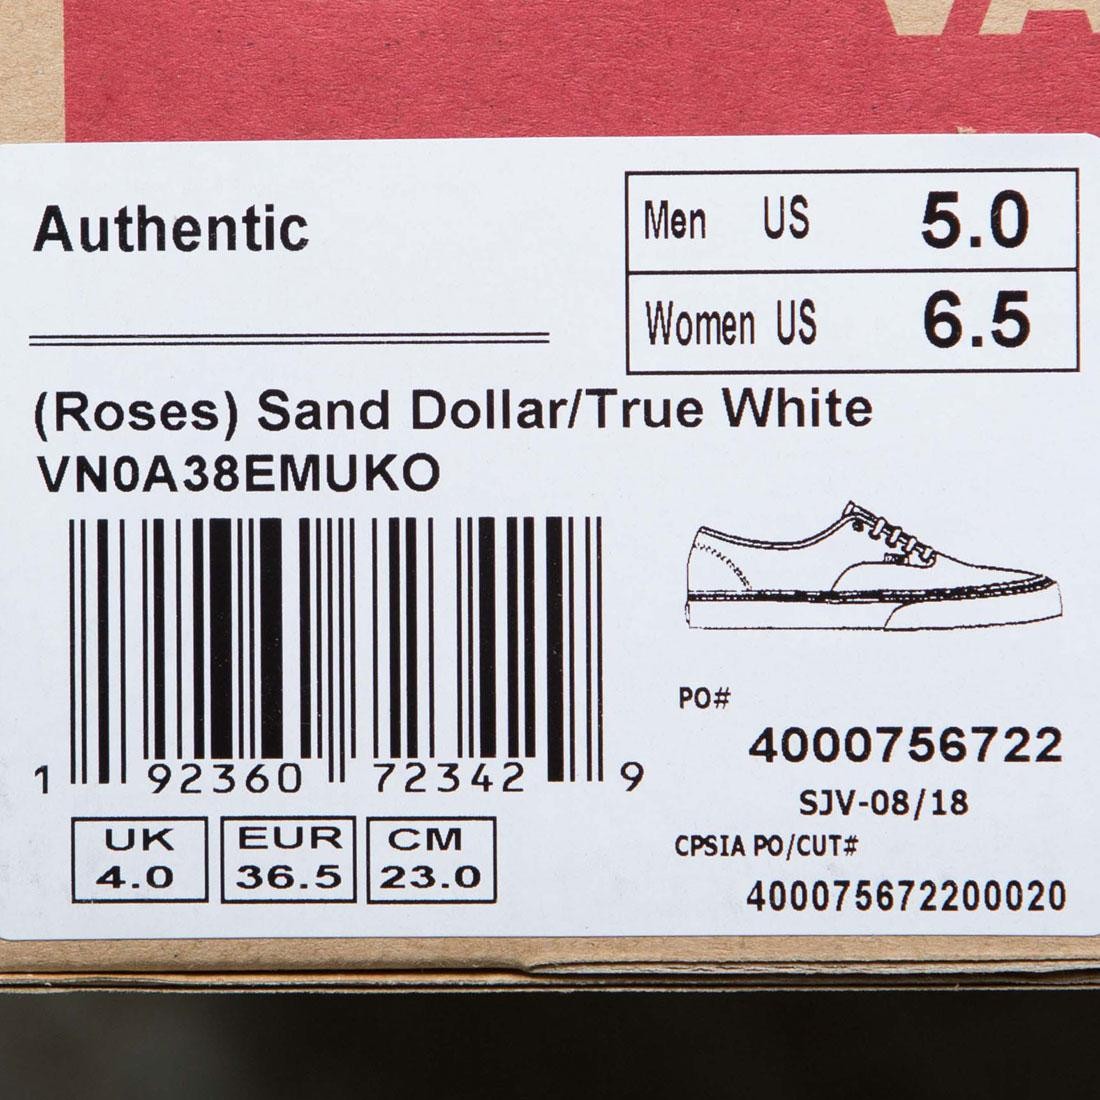 VA
Authentic
Men US 5.0
Women US 6.5
(Roses) Sand Dollar/True White
VN0A38EMUKO
1 92360 72342 9
PO#
4000756722
SJV-08/18
CPSIA PO/CUT#
400075672200020
UK EUR CM
4.0 36.5 23.0